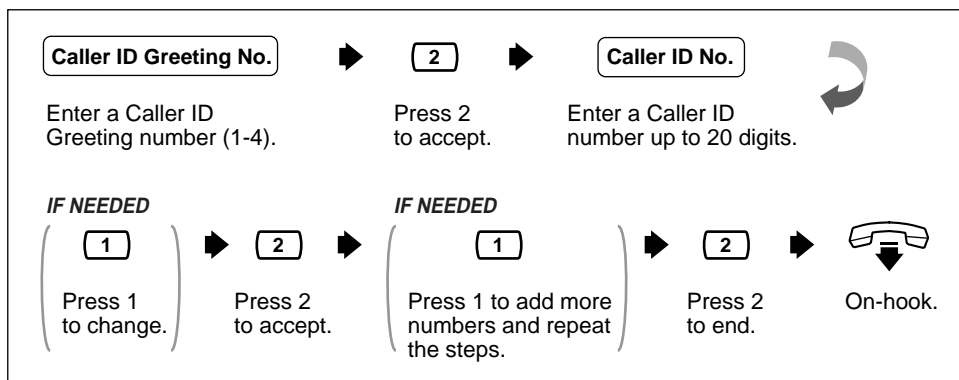 Caller ID Greeting No.
2
Caller ID No.
Enter a Caller ID
Greeting number (1-4).
Press 2
to accept.
Enter a Caller ID
number up to 20 digits.
IF NEEDED
1
Press 1
to change.
2
Press 2
to accept.
IF NEEDED
1
Press 1 to add more
numbers and repeat
the steps.
2
Press 2
to end.
On-hook.